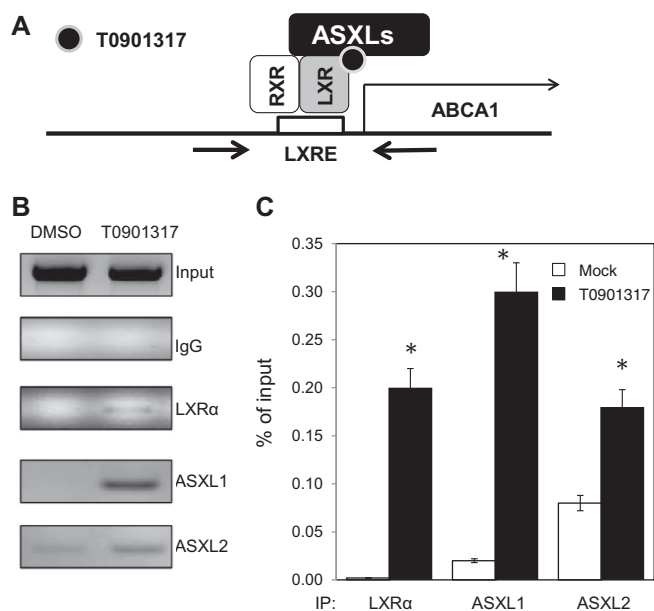 A
T0901317
ASXLs
RXR
LXR
ABCA1
LXRE
B
DMSO T0901317
Input
IgG
LXRα
ASXL1
ASXL2
C
% of input
0.35
0.30
0.25
0.20
0.15
0.10
0.05
0.00
* * *
Mock
T0901317
IP: LXRα ASXL1 ASXL2